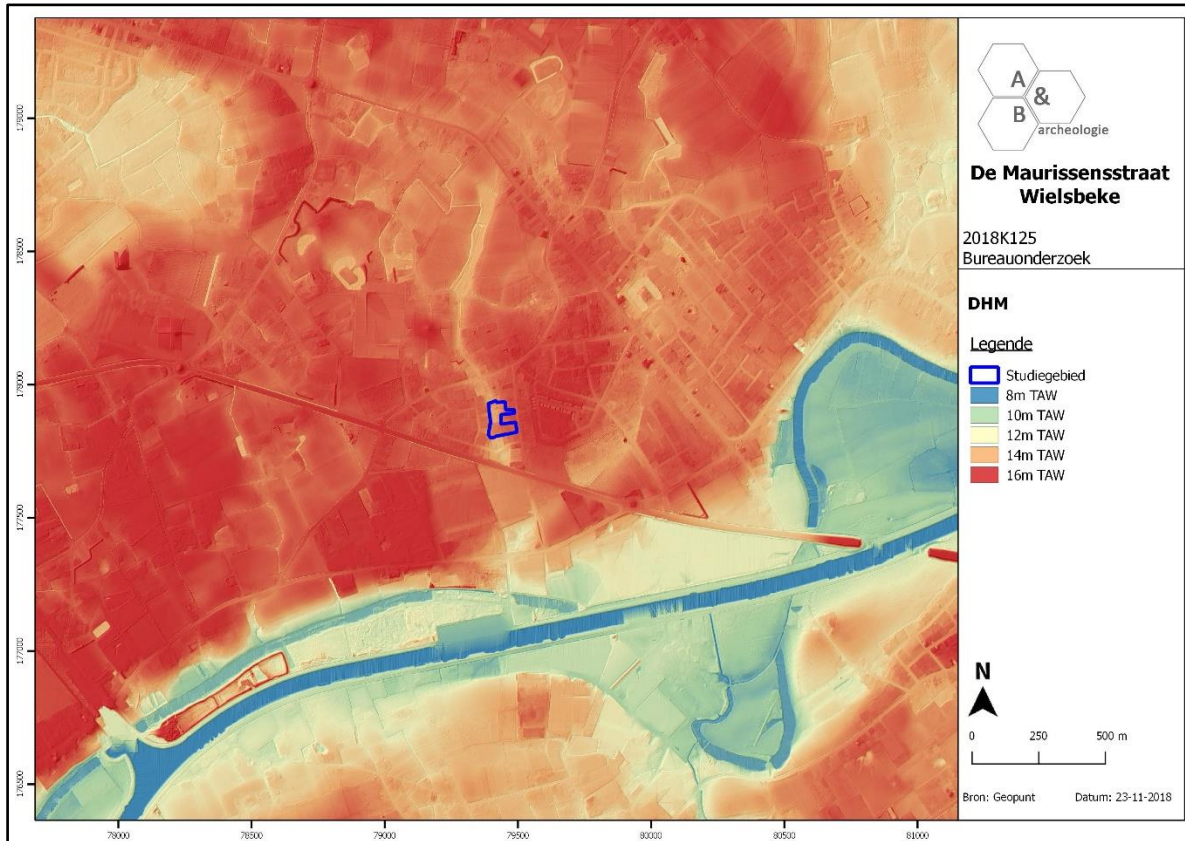 A
&
B
archeologie
De Maurissensstraat
Wielsbeke
2018K125
Bureauonderzoek
DHM
Legende
Studiegebied
8m TAW
10m TAW
12m TAW
14m TAW
16m TAW
N
0 250 500 m
Bron: Geopunt Datum: 23-11-2018
179000
178500
178000
177500
177000
176500
78000 78500 79000 79500 80000 80500 81000